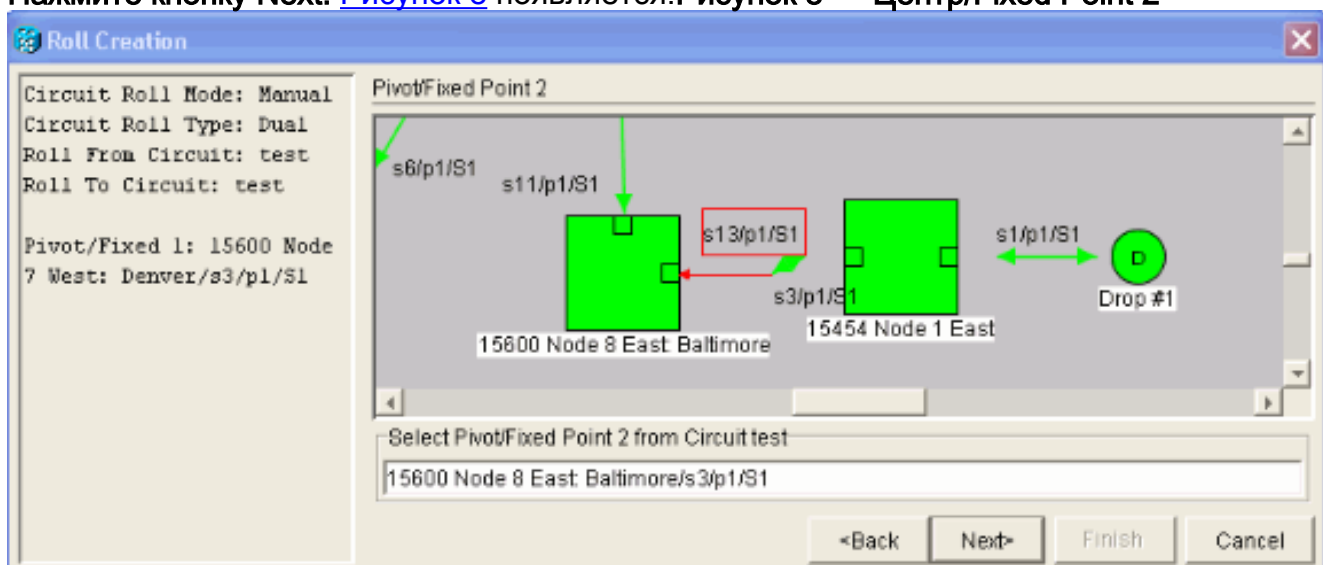 Нажмите кнопку Next. Рисунок 8 появляется.Рисунок 8 – Центр/Fixed Point 2
Roll Creation
Circuit Roll Mode: Manual
Circuit Roll Type: Dual
Roll From Circuit: test
Roll To Circuit: test
Pivot/Fixed 1: 15600 Node
7 West: Denver/s3/p1/S1
Pivot/Fixed Point 2
s6/p1/S1
s11/p1/S1
s13/p1/S1
s3/p1/S1
s1/p1/S1
D
Drop #1
15454 Node 1 East
15600 Node 8 East: Baltimore
Select Pivot/Fixed Point 2 from Circuit test
15600 Node 8 East: Baltimore/s3/p1/S1
<Back
Next>
Finish
Cancel